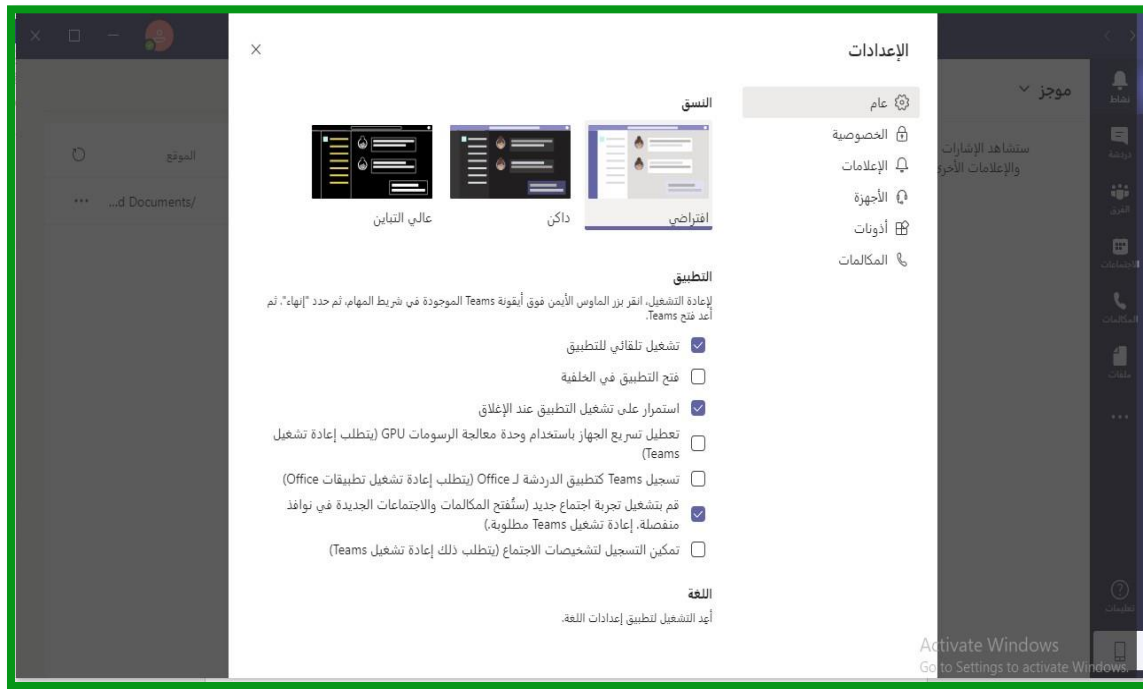 الإعدادات
عام
الخصوصية
الإعلامات
الأجهزة
أذونات
المكالمات
النسق
افتراضي
داكن
عالي التباين
التطبيق
لإعادة التشغيل، انقر بزر الماوس الأيمن فوق أيقونة Teams الموجودة في شريط المهام، ثم حدد "إنهاء". ثم
أعد فتح Teams.
تشغيل تلقائي للتطبيق
فتح التطبيق في الخلفية
استمرار على تشغيل التطبيق عند الإغلاق
تعطيل تسريع الجهاز باستخدام وحدة معالجة الرسومات GPU (يتطلب إعادة تشغيل
Teams)
تسجيل Teams كتطبيق الدردشة لـ Office (يتطلب إعادة تشغيل تطبيقات Office)
قم بتشغيل تجربة اجتماع جديد (ستُفتح المكالمات والاجتماعات الجديدة في نوافذ
منفصلة. إعادة تشغيل Teams مطلوبة.)
تمكين التسجيل لتشخيصات الاجتماع (يتطلب ذلك إعادة تشغيل Teams)
اللغة
أعِد التشغيل لتطبيق إعدادات اللغة.
موجز
ستشاهد الإشارات
والإعلامات الأخرى
نشاط
دردشة
الفرق
الاجتماعات
المكالمات
ملفات
تعليمات
الموقع
...d Documents/
Activate Windows
Go to Settings to activate Windows.